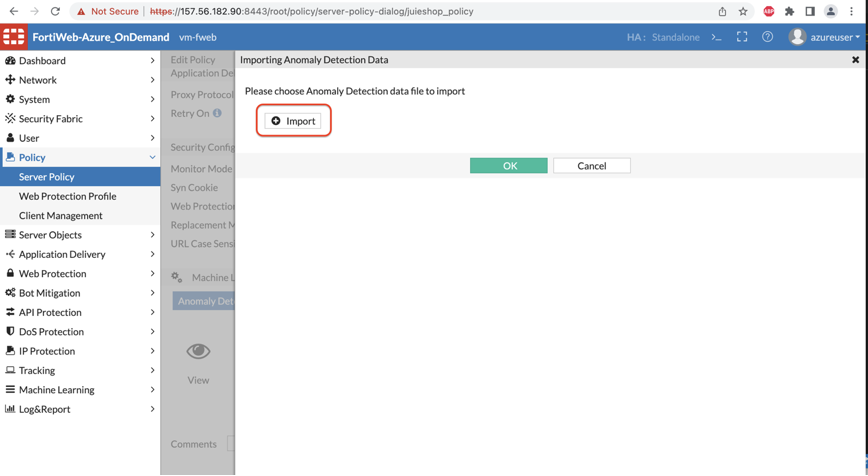 Not Secure https://157.56.182.90:8443/root/policy/server-policy-dialog/juieshop_policy
ABP
FortiWeb-Azure_OnDemand vm-fweb HA: Standalone >_ azureuser
Dashboard
Network
System
Security Fabric
User
Policy
Server Policy
Web Protection Profile
Client Management
Server Objects
Application Delivery
Web Protection
Bot Mitigation
API Protection
DoS Protection
IP Protection
Tracking
Machine Learning
Log&Report
Edit Policy
Application De
Proxy Protocol
Retry On
Security Config
Monitor Mode
Syn Cookie
Web Protection
Replacement M
URL Case Sensi
Machine L
Anomaly Det
View
Comments
Importing Anomaly Detection Data
Please choose Anomaly Detection data file to import
Import
OK Cancel